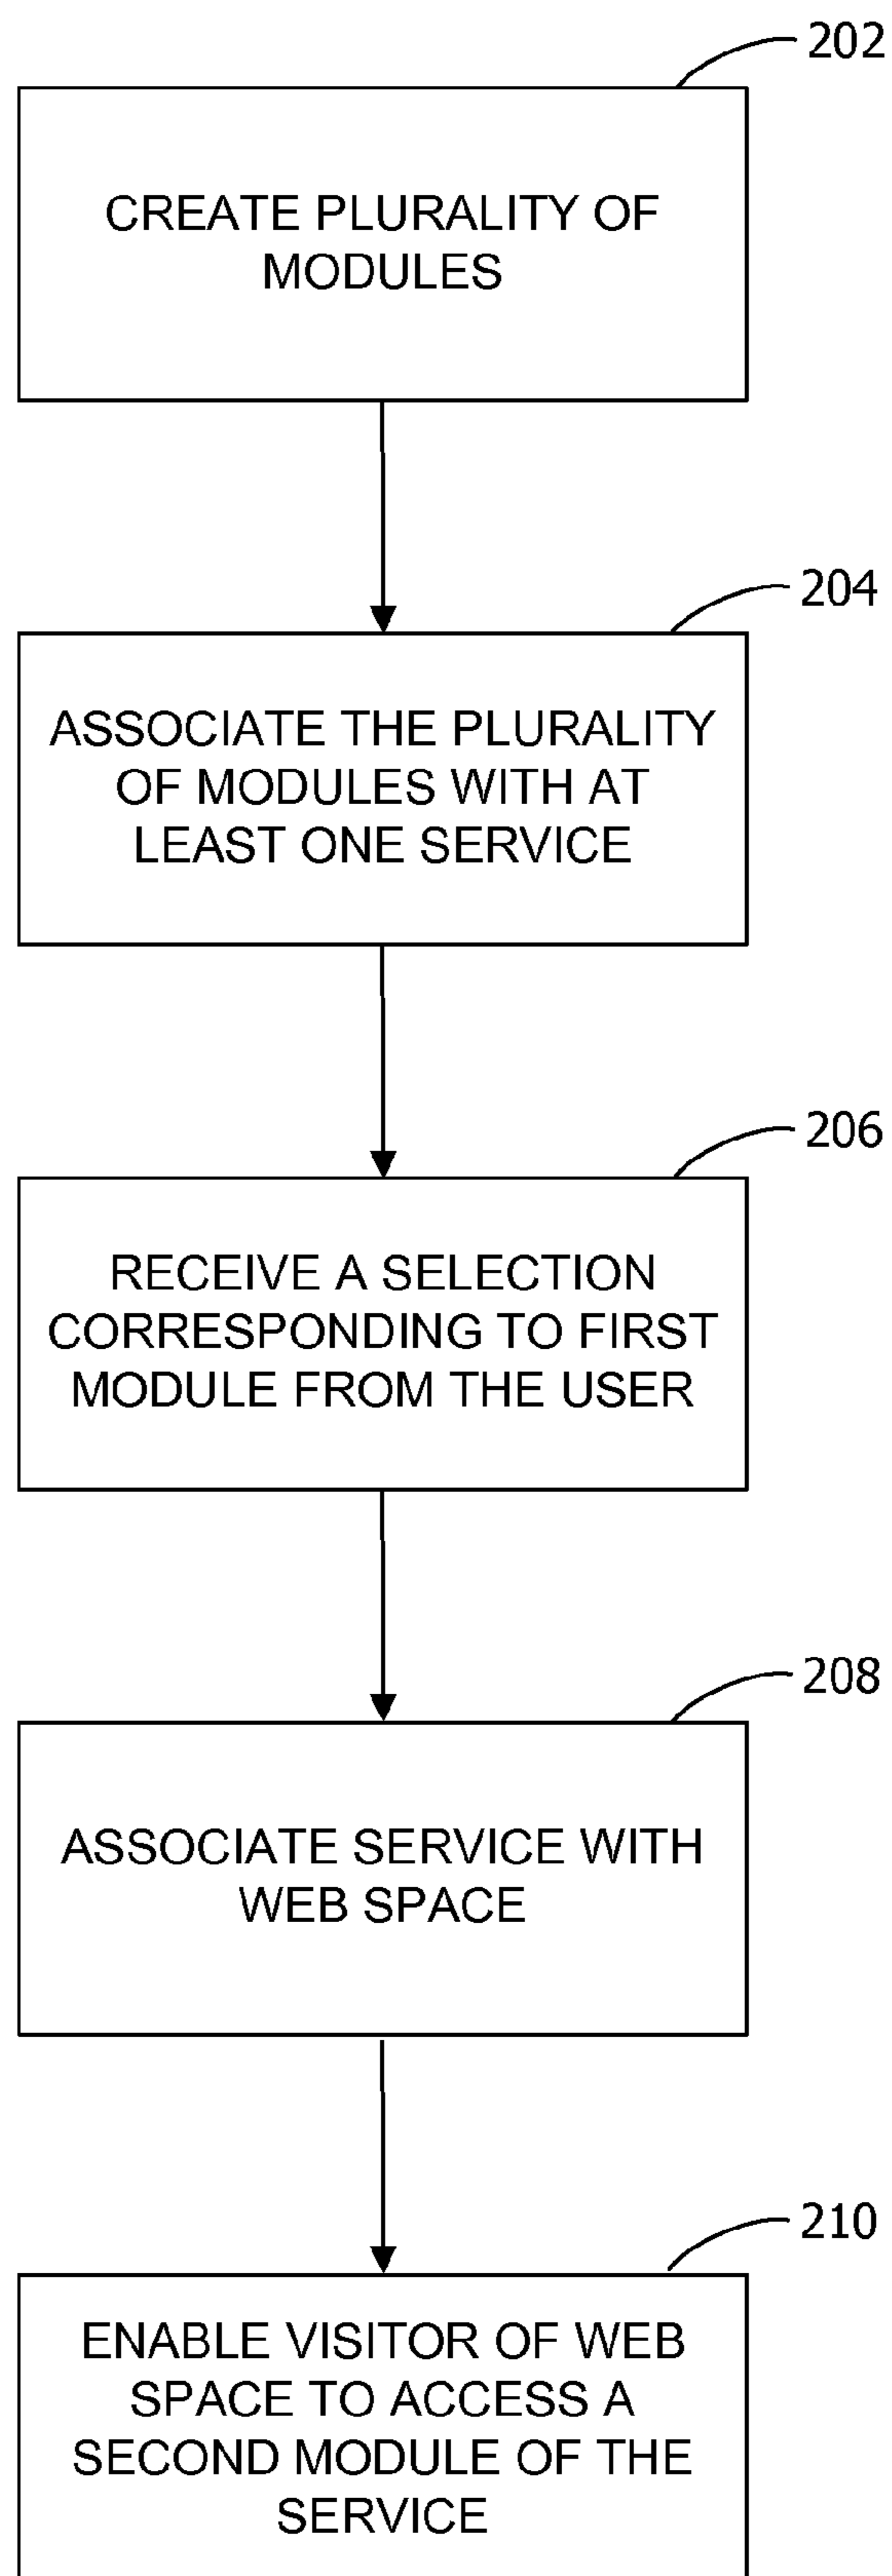 202
CREATE PLURALITY OF
MODULES
204
ASSOCIATE THE PLURALITY
OF MODULES WITH AT
LEAST ONE SERVICE
206
RECEIVE A SELECTION
CORRESPONDING TO FIRST
MODULE FROM THE USER
208
ASSOCIATE SERVICE WITH
WEB SPACE
210
ENABLE VISITOR OF WEB
SPACE TO ACCESS A
SECOND MODULE OF THE
SERVICE